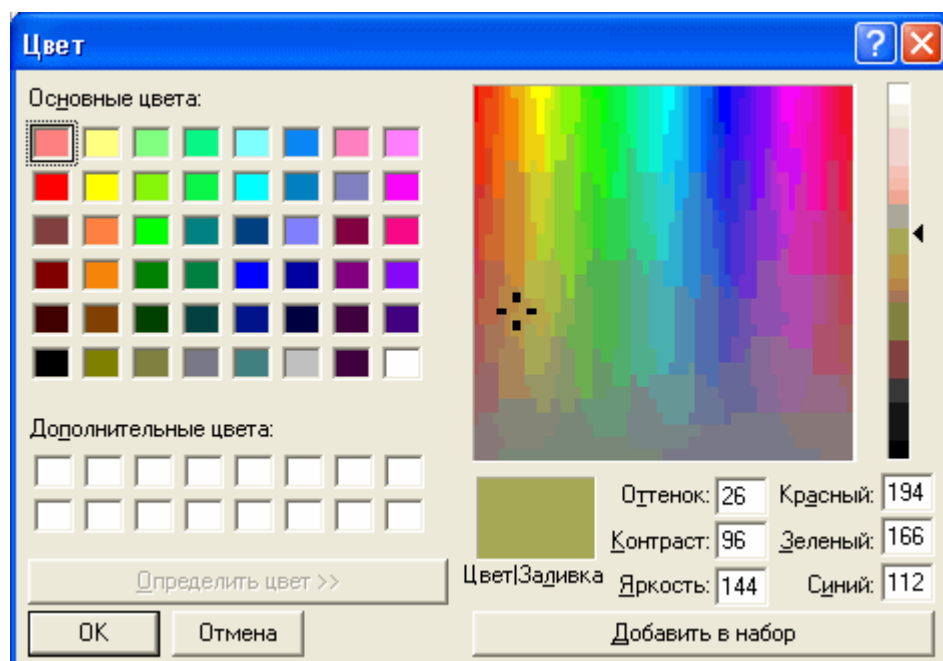 Цвет
Основные цвета:
Дополнительные цвета:
Определить цвет >>
OK
Отмена
Цвет|Заливка
Оттенок: 26
Контраст: 96
Яркость: 144
Красный: 194
Зеленый: 166
Синий: 112
Добавить в набор